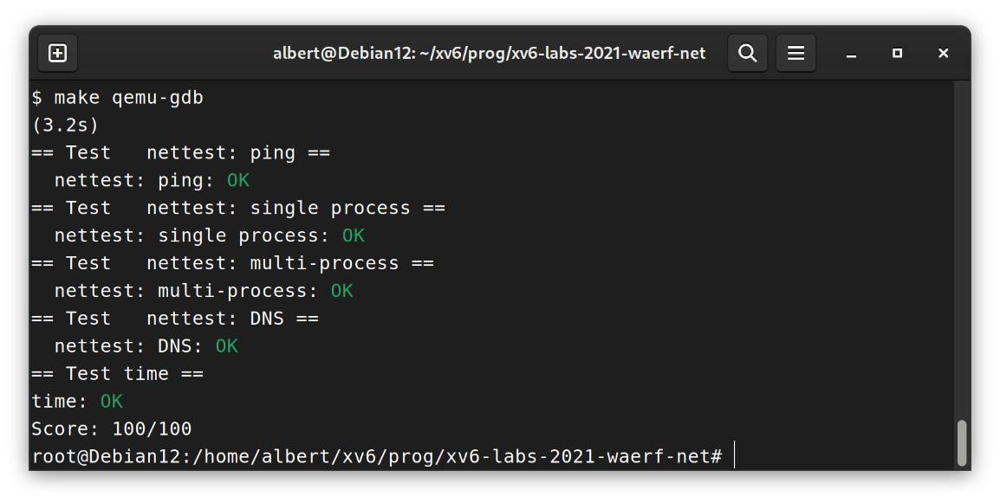 albert@Debian12: ~/xv6/prog/xv6-labs-2021-waerf-net
$ make qemu-gdb
(3.2s)
== Test   nettest: ping ==
  nettest: ping: OK
== Test   nettest: single process ==
  nettest: single process: OK
== Test   nettest: multi-process ==
  nettest: multi-process: OK
== Test   nettest: DNS ==
  nettest: DNS: OK
== Test time ==
time: OK
Score: 100/100
root@Debian12:/home/albert/xv6/prog/xv6-labs-2021-waerf-net#